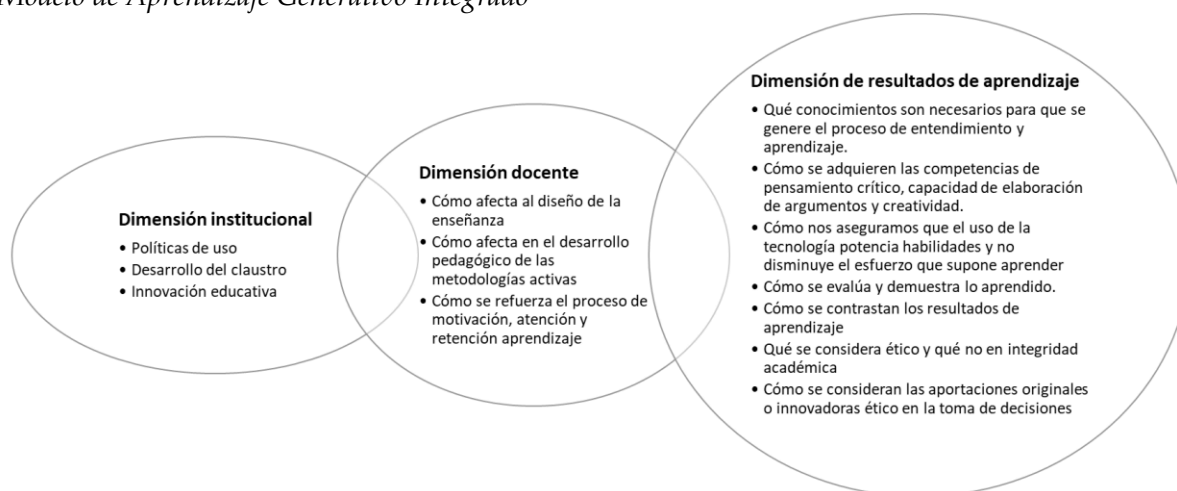 Modelo de Aprendizaje Generativo Integrado
Dimensión institucional
• Políticas de uso
• Desarrollo del claustro
• Innovación educativa
Dimensión docente
• Cómo afecta al diseño de la
enseñanza
• Cómo afecta en el desarrollo
pedagógico de las
metodologías activas
• Cómo se refuerza el proceso de
motivación, atención y
retención aprendizaje
Dimensión de resultados de aprendizaje
• Qué conocimientos son necesarios para que se
genere el proceso de entendimiento y
aprendizaje.
• Cómo se adquieren las competencias de
pensamiento crítico, capacidad de elaboración
de argumentos y creatividad.
• Cómo nos aseguramos que el uso de la
tecnología potencia habilidades y no
disminuye el esfuerzo que supone aprender
• Cómo se evalúa y demuestra lo aprendido.
• Cómo se contrastan los resultados de
aprendizaje
• Qué se considera ético y qué no en integridad
académica
• Cómo se consideran las aportaciones originales
o innovadoras ético en la toma de decisiones